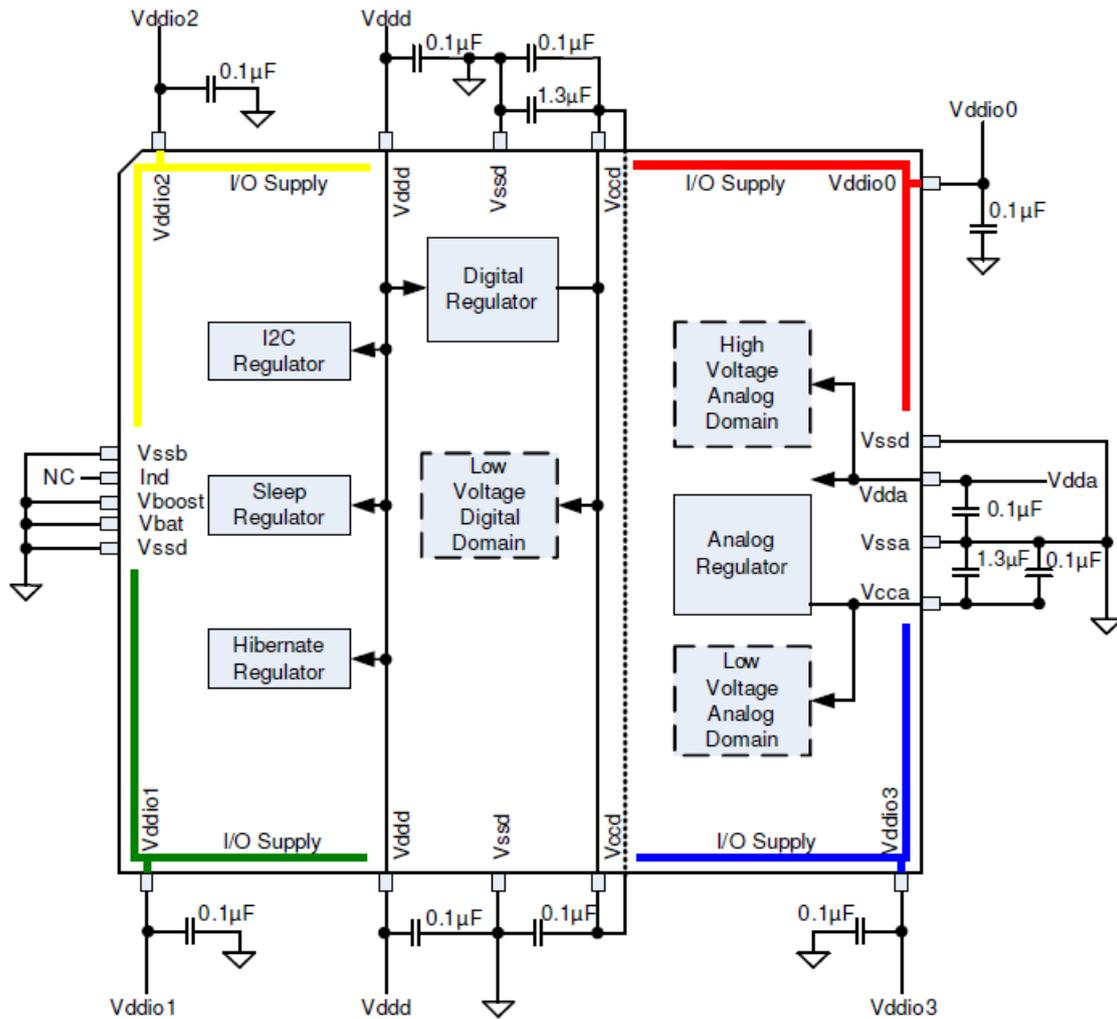 Vddio2
Vddd
0.1µF
0.1µF
0.1µF
1.3µF
Vddio0
0.1µF
I/O Supply
I/O Supply
Vddio0
Vddio2
Vddd
Vssd
Vccd
Digital
Regulator
I2C
Regulator
High
Voltage
Analog
Domain
Vssb
NC
Ind
Vboost
Vbat
Vssd
Sleep
Regulator
Low
Voltage
Digital
Domain
Vssd
Vdda
Vdda
0.1µF
Analog
Regulator
Vssa
1.3µF
0.1µF
Vcca
Hibernate
Regulator
Low
Voltage
Analog
Domain
Vddio1
I/O Supply
Vddd
Vssd
Vccd
I/O Supply
Vddio3
0.1µF
0.1µF
0.1µF
0.1µF
Vddio1
Vddd
Vddio3